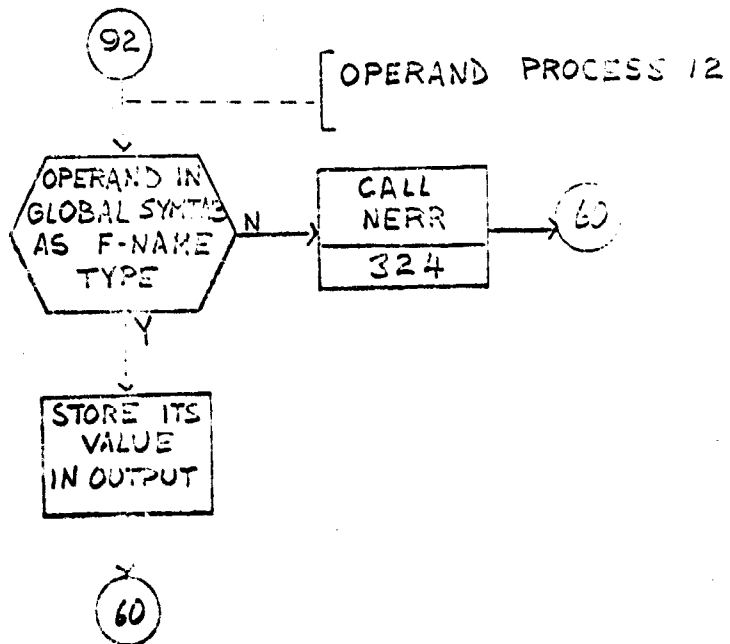 92
OPERAND PROCESS 12
OPERAND IN
GLOBAL SYMTAB
AS F-NAME
TYPE
N
CALL
NERR
324
60
Y
STORE ITS
VALUE
IN OUTPUT
60